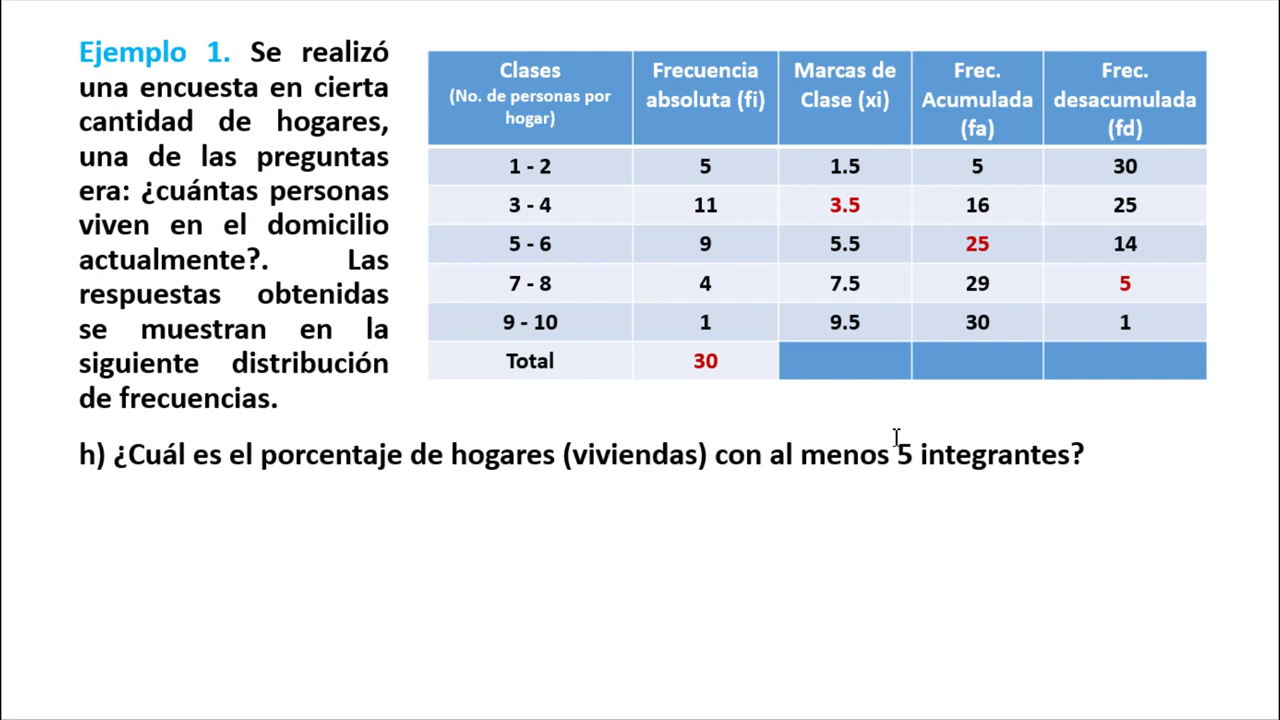 Ejemplo 1. Se realizó
una encuesta en cierta
cantidad de hogares,
una de las preguntas
era: ¿cuántas personas
viven en el domicilio
actualmente?. Las
respuestas obtenidas
se muestran en la
siguiente distribución
de frecuencias.
Clases
(No. de personas por
hogar)
Frecuencia
absoluta (fi)
Marcas de
Clase (xi)
Frec.
Acumulada
(fa)
Frec.
desacumulada
(fd)
1 - 2 5 1.5 5 30
3 - 4 11 3.5 16 25
5 - 6 9 5.5 25 14
7 - 8 4 7.5 29 5
9 - 10 1 9.5 30 1
Total 30
h) ¿Cuál es el porcentaje de hogares (viviendas) con al menos 5 integrantes?